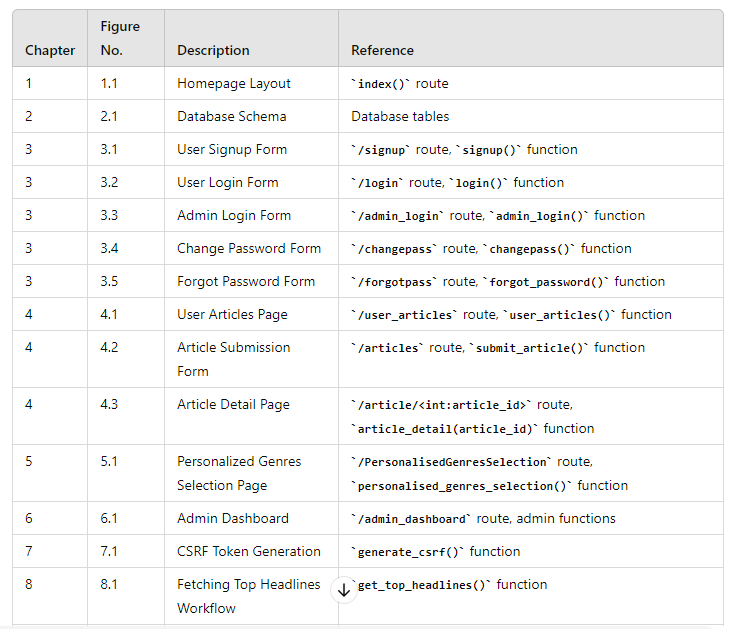 Chapter Figure No. Description Reference
1 1.1 Homepage Layout `index()` route
2 2.1 Database Schema Database tables
3 3.1 User Signup Form `/signup` route, `signup()` function
3 3.2 User Login Form `/login` route, `login()` function
3 3.3 Admin Login Form `/admin_login` route, `admin_login()` function
3 3.4 Change Password Form `/changepass` route, `changepass()` function
3 3.5 Forgot Password Form `/forgotpass` route, `forgot_password()` function
4 4.1 User Articles Page `/user_articles` route, `user_articles()` function
4 4.2 Article Submission `/articles` route, `submit_article()` function
Form
4 4.3 Article Detail Page `/article/<int:article_id>` route,
`article_detail(article_id)` function
5 5.1 Personalized Genres `/PersonalisedGenresSelection` route,
Selection Page `personalised_genres_selection()` function
6 6.1 Admin Dashboard `/admin_dashboard` route, admin functions
7 7.1 CSRF Token Generation `generate_csrf()` function
8 8.1 Fetching Top Headlines `get_top_headlines()` function
Workflow